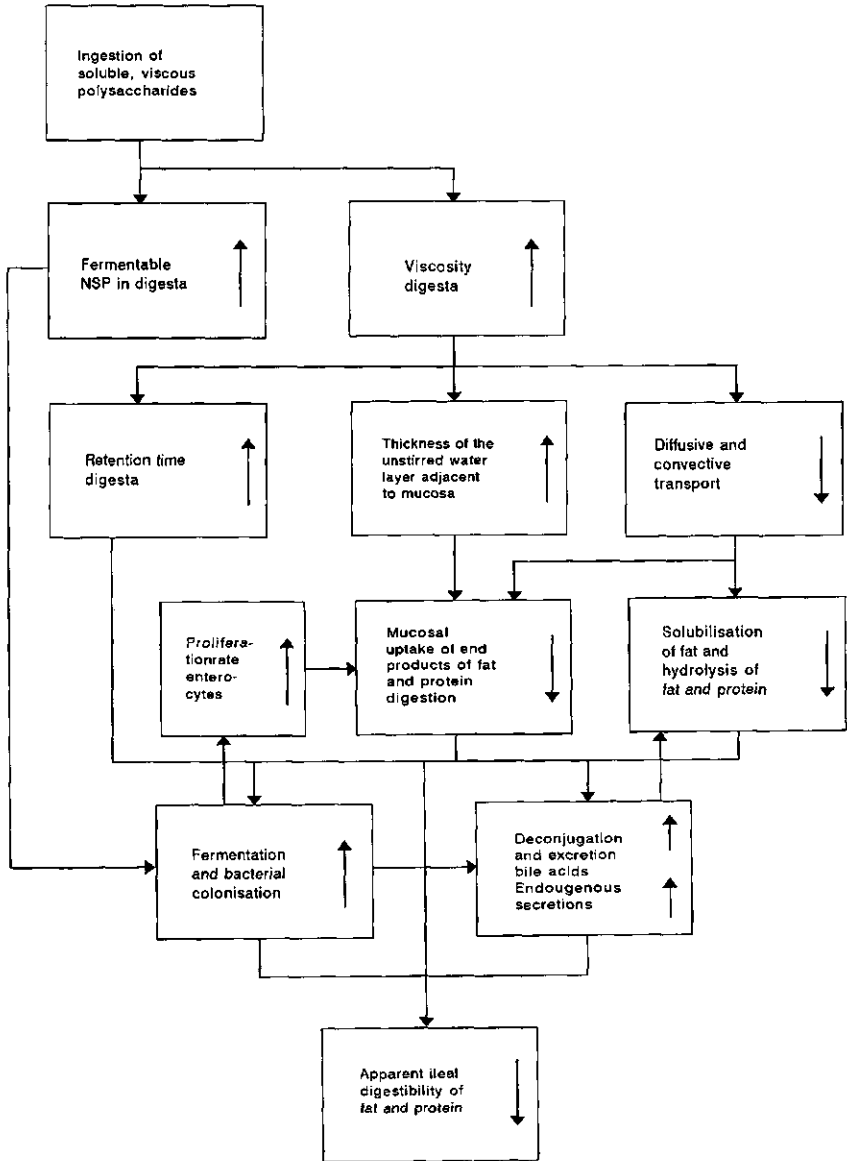 Ingestion of
soluble, viscous
polysaccharides
Fermentable
NSP in digesta
Viscosity
digesta
Retention time
digesta
Thickness of the
unstirred water
layer adjacent
to mucosa
Diffusive and
convective
transport
Prolifera-
tionrate
entero-
cytes
Mucosal
uptake of end
products of fat
and protein
digestion
Solubilisation
of fat and
hydrolysis of
fat and protein
Fermentation
and bacterial
colonisation
Deconjugation
and excretion
bile acids
Endougenous
secretions
Apparent ileal
digestibility of
fat and protein